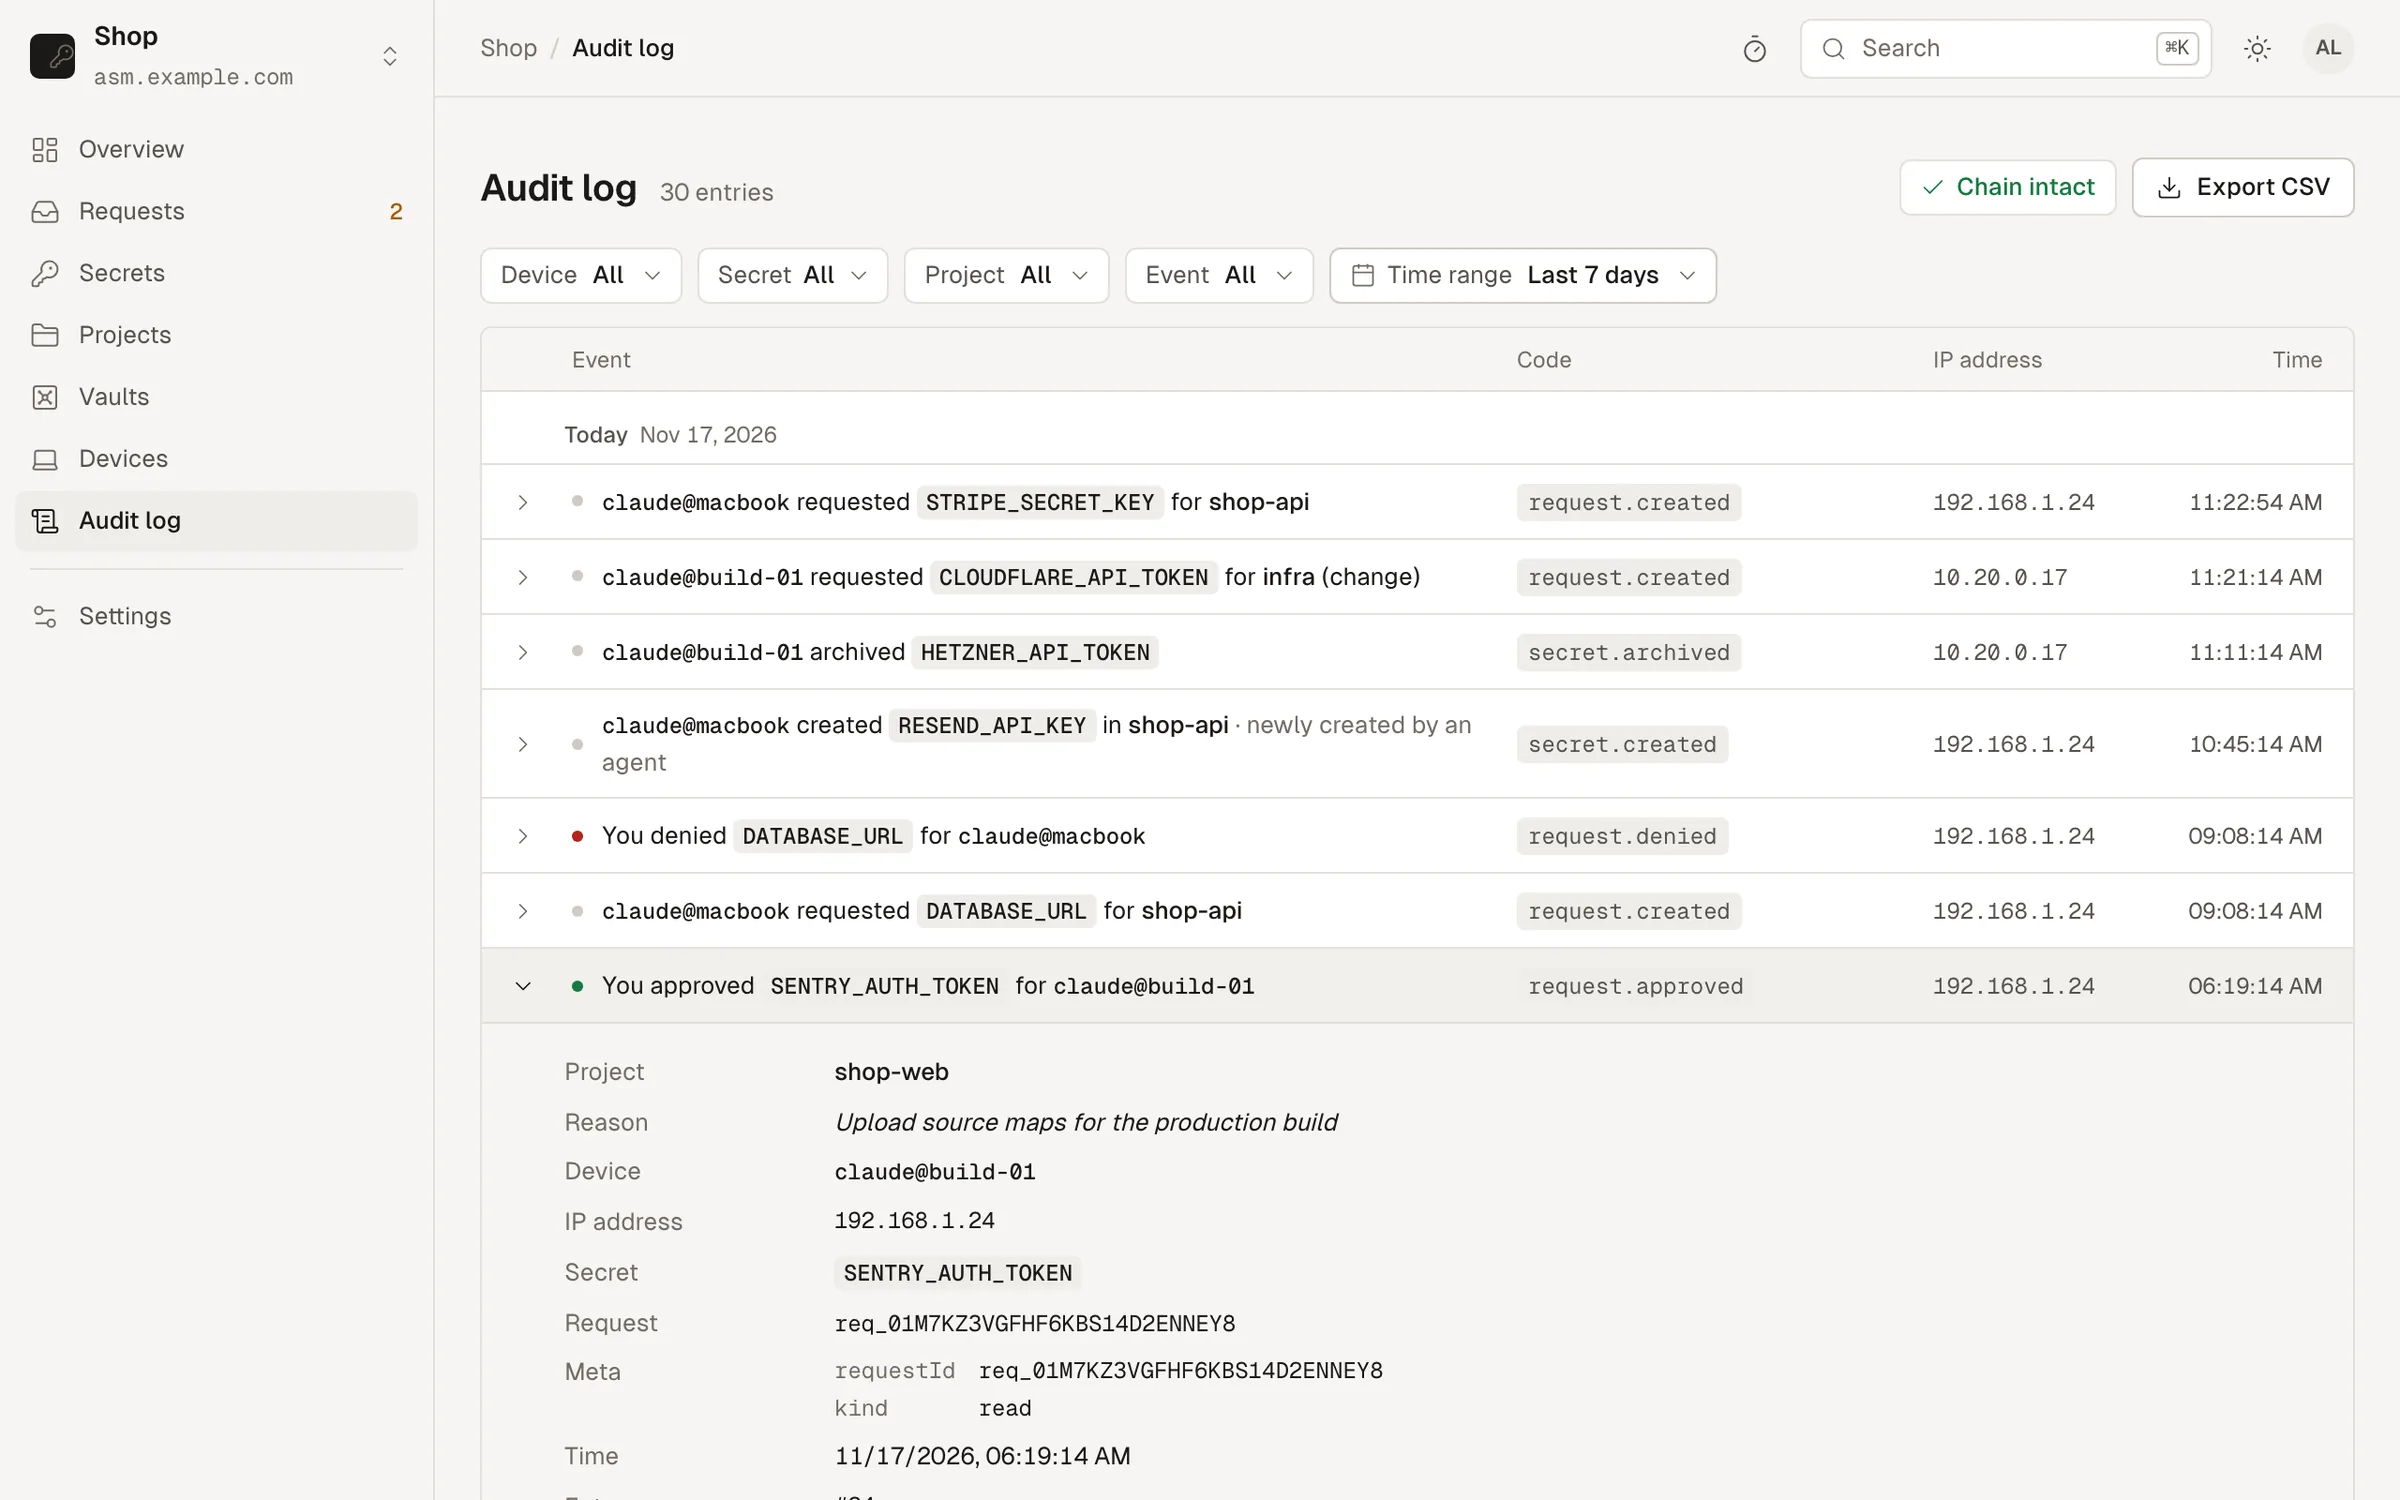 Shop
asm.example.com
Overview
Requests 2
Secrets
Projects
Vaults
Devices
Audit log
Settings
Shop / Audit log
Search ⌘K
AL
Audit log 30 entries
Chain intact
Export CSV
Device All
Secret All
Project All
Event All
Time range Last 7 days
Event Code IP address Time
Today Nov 17, 2026
claude@macbook requested STRIPE_SECRET_KEY for shop-api request.created 192.168.1.24 11:22:54 AM
claude@build-01 requested CLOUDFLARE_API_TOKEN for infra (change) request.created 10.20.0.17 11:21:14 AM
claude@build-01 archived HETZNER_API_TOKEN secret.archived 10.20.0.17 11:11:14 AM
claude@macbook created RESEND_API_KEY in shop-api · newly created by an
agent secret.created 192.168.1.24 10:45:14 AM
You denied DATABASE_URL for claude@macbook request.denied 192.168.1.24 09:08:14 AM
claude@macbook requested DATABASE_URL for shop-api request.created 192.168.1.24 09:08:14 AM
You approved SENTRY_AUTH_TOKEN for claude@build-01 request.approved 192.168.1.24 06:19:14 AM
Project shop-web
Reason Upload source maps for the production build
Device claude@build-01
IP address 192.168.1.24
Secret SENTRY_AUTH_TOKEN
Request req_01M7KZ3VGFHF6KBS14D2ENNEY8
Meta requestId req_01M7KZ3VGFHF6KBS14D2ENNEY8
kind read
Time 11/17/2026, 06:19:14 AM